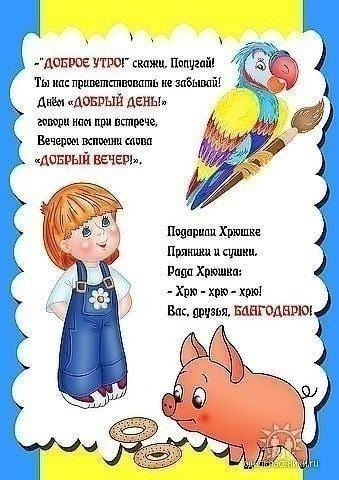 -"ДОБРОЕ УТРО!" скажи, Попугай!
Ты нас приветствовать не забывай!
Днём «ДОБРЫЙ ДЕНЬ!»
говори нам при встрече,
Вечером вспомни слова
«ДОБРЫЙ ВЕЧЕР!».
Подарили Хрюшке
Пряники и сушки.
Рада Хрюшка:
- Хрю - хрю - хрю!
Вас, друзья, БЛАГОДАРЮ!